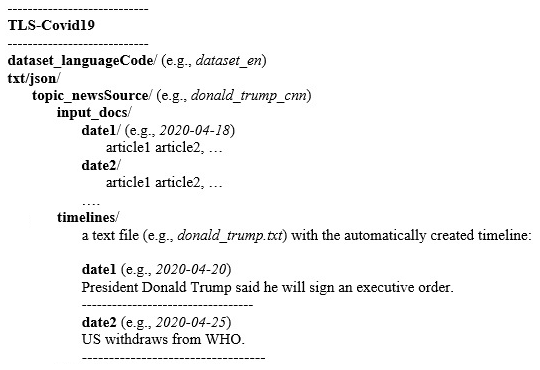 ----------------------------
TLS-Covid19
----------------------------
dataset_languageCode/ (e.g., dataset_en)
txt/json/
topic_newsSource/ (e.g., donald_trump_cnn)
input_docs/
date1/ (e.g., 2020-04-18)
article1 article2, …
date2/
article1 article2, …
….
timelines/
a text file (e.g., donald_trump.txt) with the automatically created timeline:
date1 (e.g., 2020-04-20)
President Donald Trump said he will sign an executive order.
----------------------------------
date2 (e.g., 2020-04-25)
US withdraws from WHO.
-------------------------------------